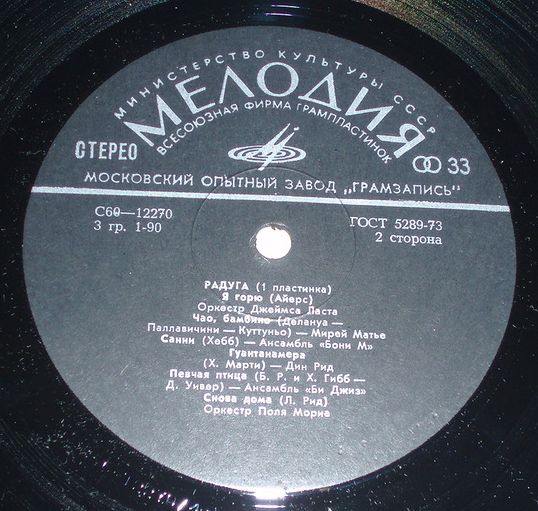 МИНИСТЕРСТВО КУЛЬТУРЫ СССР
МЕЛОДИЯ
ВСЕСОЮЗНАЯ ФИРМА ГРАМПЛАСТИНОК
СТЕРЕО
33
МОСКОВСКИЙ ОПЫТНЫЙ ЗАВОД „ГРАМЗАПИСЬ"
С60—12270
3 гр. 1-90
ГОСТ 5289-73
2 сторона
РАДУГА (1 пластинка)
Я горю (Айерс)
Оркестр Джеймса Ласта
Чао, бамбино (Делануа —
Паллавичини — Куттуньо) — Мирей Матье
Санни (Хебб) — Ансамбль «Бони М»
Гуантанамера
(Х. Марти) — Дин Рид
Певчая птица (Б. Р. и Х. Гибб —
Д. Уивер) — Ансамбль «Би Джиз»
Снова дома (Л. Рид)
Оркестр Поля Мориа